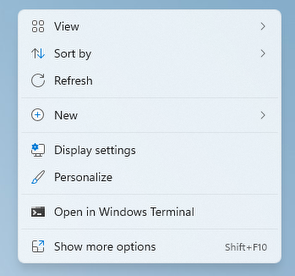 View
Sort by
Refresh
New
Display settings
Personalize
Open in Windows Terminal
Show more options Shift+F10